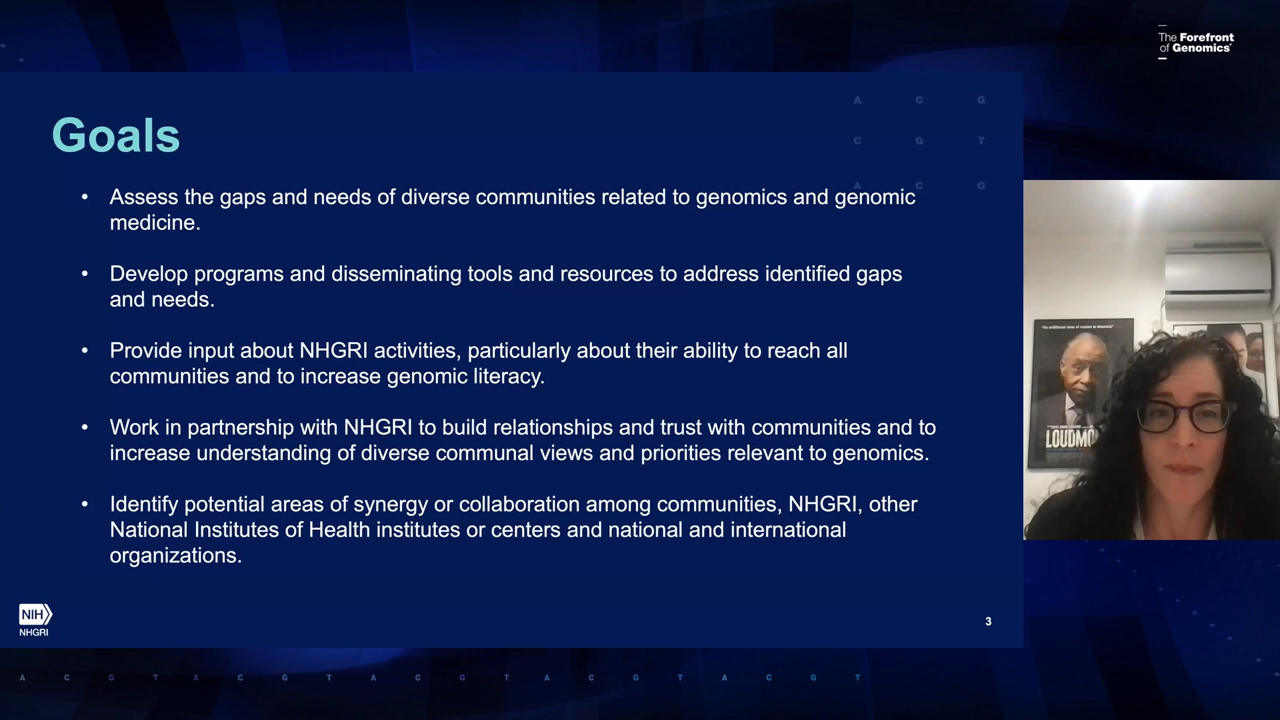 The Forefront
of Genomics
A C G
C G T
A C G
Goals
• Assess the gaps and needs of diverse communities related to genomics and genomic
medicine.
• Develop programs and disseminating tools and resources to address identified gaps
and needs.
• Provide input about NHGRI activities, particularly about their ability to reach all
communities and to increase genomic literacy.
• Work in partnership with NHGRI to build relationships and trust with communities and to
increase understanding of diverse communal views and priorities relevant to genomics.
• Identify potential areas of synergy or collaboration among communities, NHGRI, other
National Institutes of Health institutes or centers and national and international
organizations.
LOUDMO
NIH
NHGRI
3
A C G T A C G T A C G T A C G T A C G T